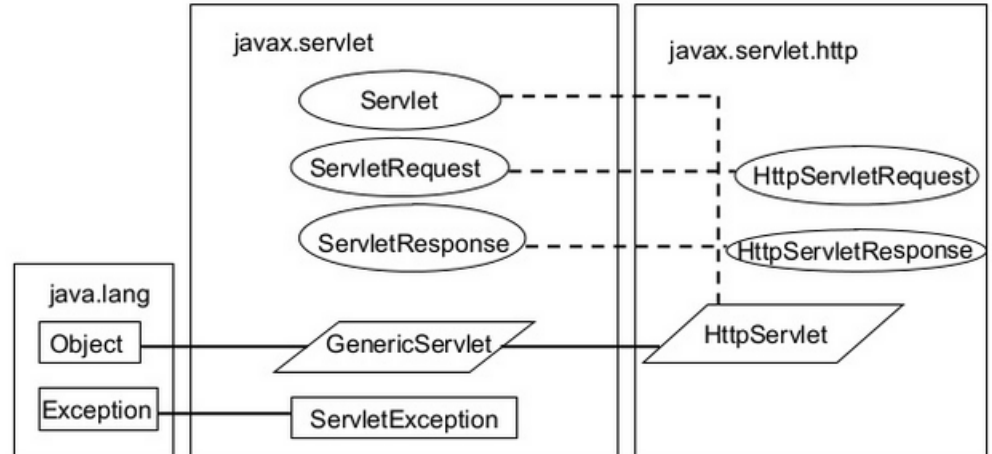 javax.servlet
javax.servlet.http
Servlet
ServletRequest
HttpServletRequest
ServletResponse
HttpServletResponse
java.lang
Object
GenericServlet
HttpServlet
Exception
ServletException